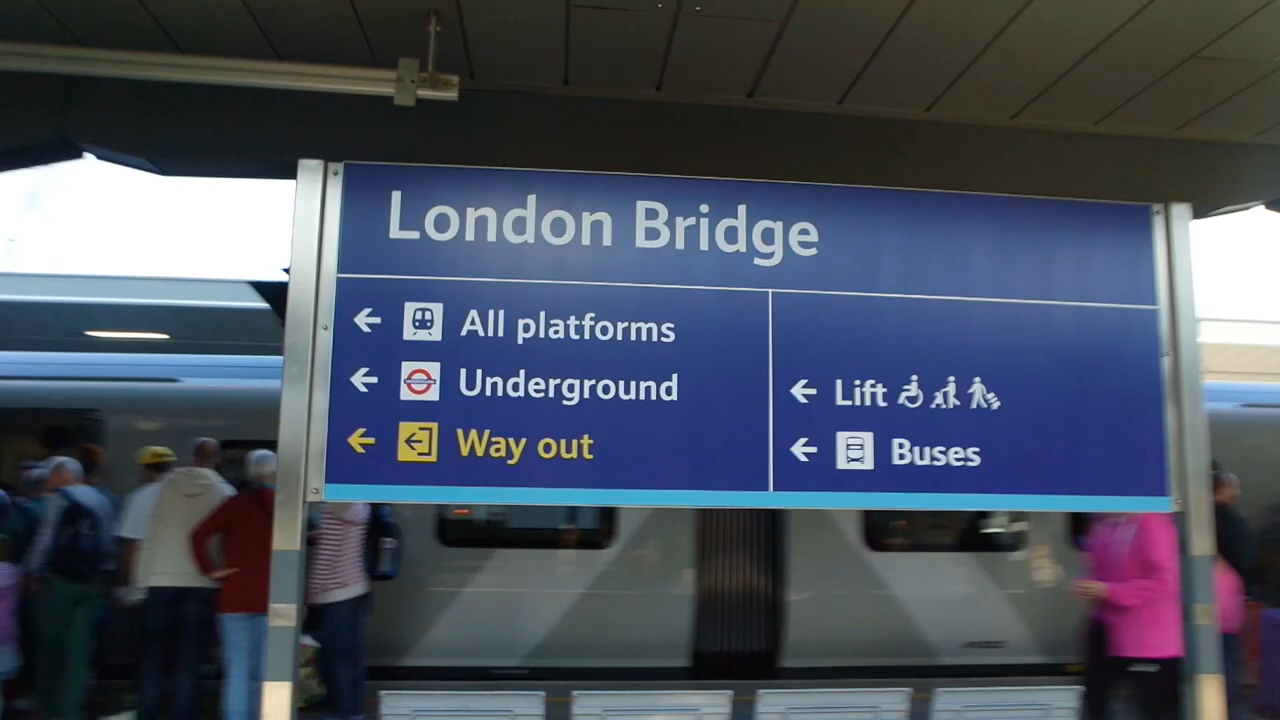 London Bridge
All platforms
Underground
Way out
Lift
Buses